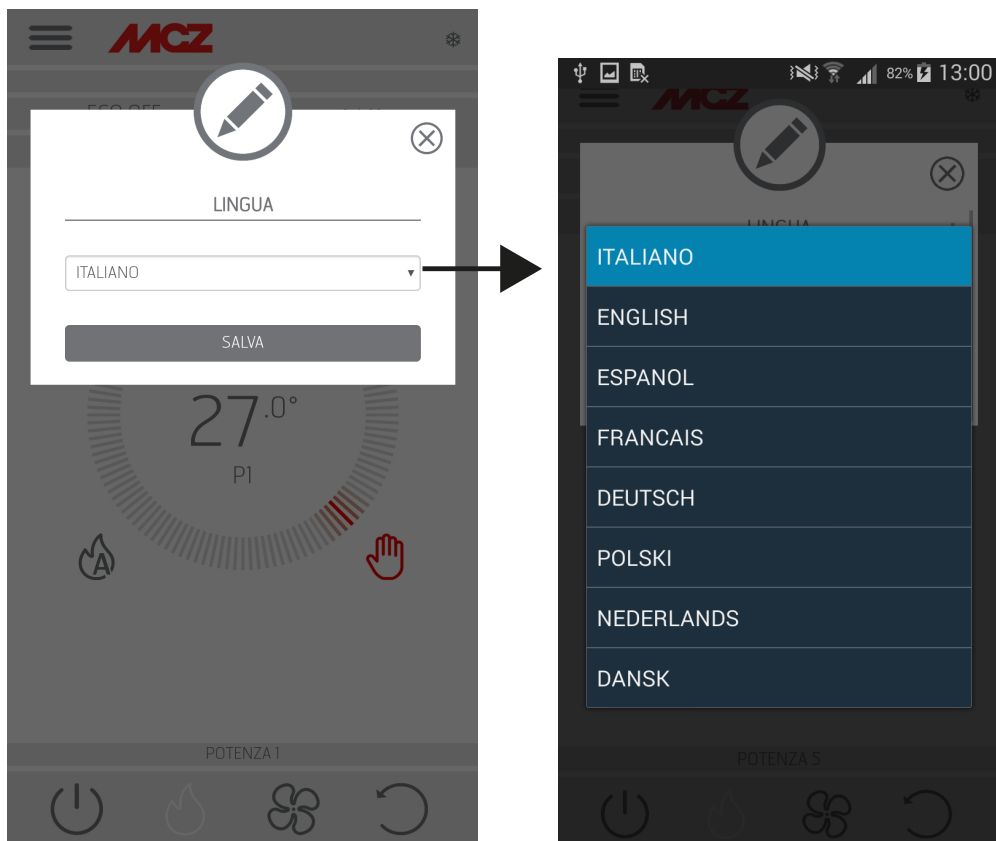 MCZ
LINGUA
ITALIANO
SALVA
27.0°
P1
A
POTENZA 1
82% 13:00
MCZ
LINGUA
ITALIANO
ENGLISH
ESPANOL
FRANCAIS
DEUTSCH
POLSKI
NEDERLANDS
DANSK
POTENZA 5